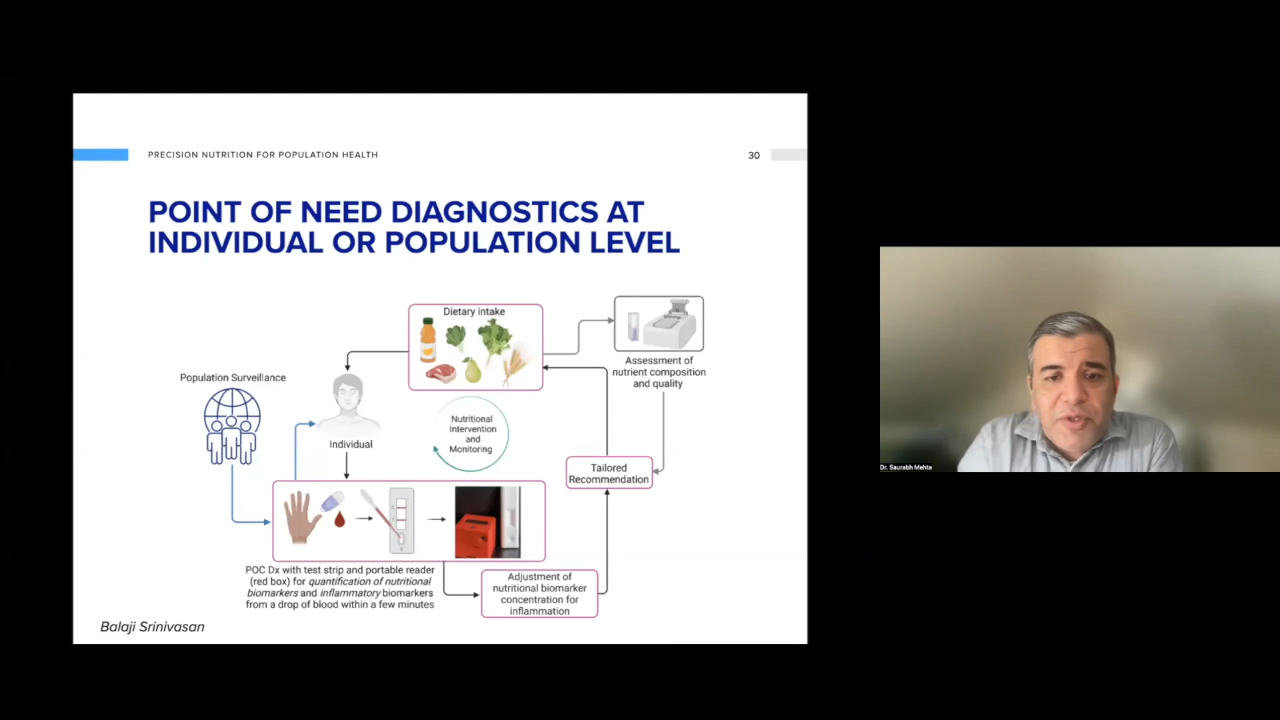 PRECISION NUTRITION FOR POPULATION HEALTH
30
POINT OF NEED DIAGNOSTICS AT
INDIVIDUAL OR POPULATION LEVEL
Dietary intake
Assessment of
nutrient composition
and quality
Population Surveillance
Individual
Nutritional
Intervention
and
Monitoring
Tailored
Recommendation
POC Dx with test strip and portable reader
(red box) for quantification of nutritional
biomarkers and inflammatory biomarkers
from a drop of blood within a few minutes
Adjustment of
nutritional biomarker
concentration for
inflammation
Balaji Srinivasan
Dr. Saurabh Mehta